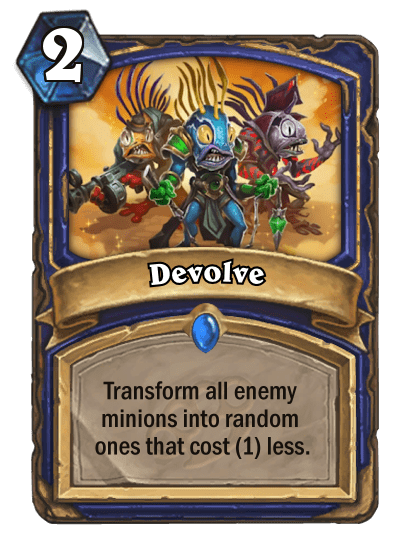 2
Devolve
Transform all enemy
minions into random
ones that cost (1) less.